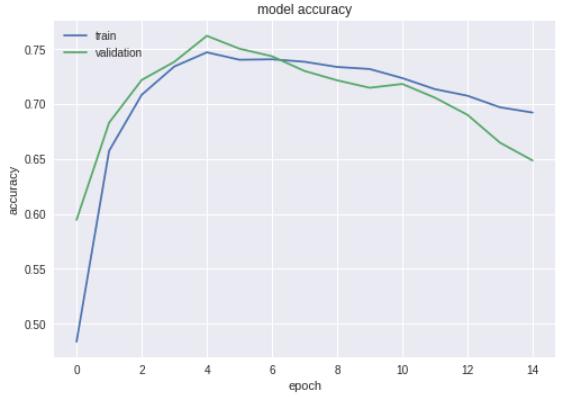 model accuracy
train
validation
0.75
0.70
0.65
0.60
0.55
0.50
accuracy
0 2 4 6 8 10 12 14
epoch